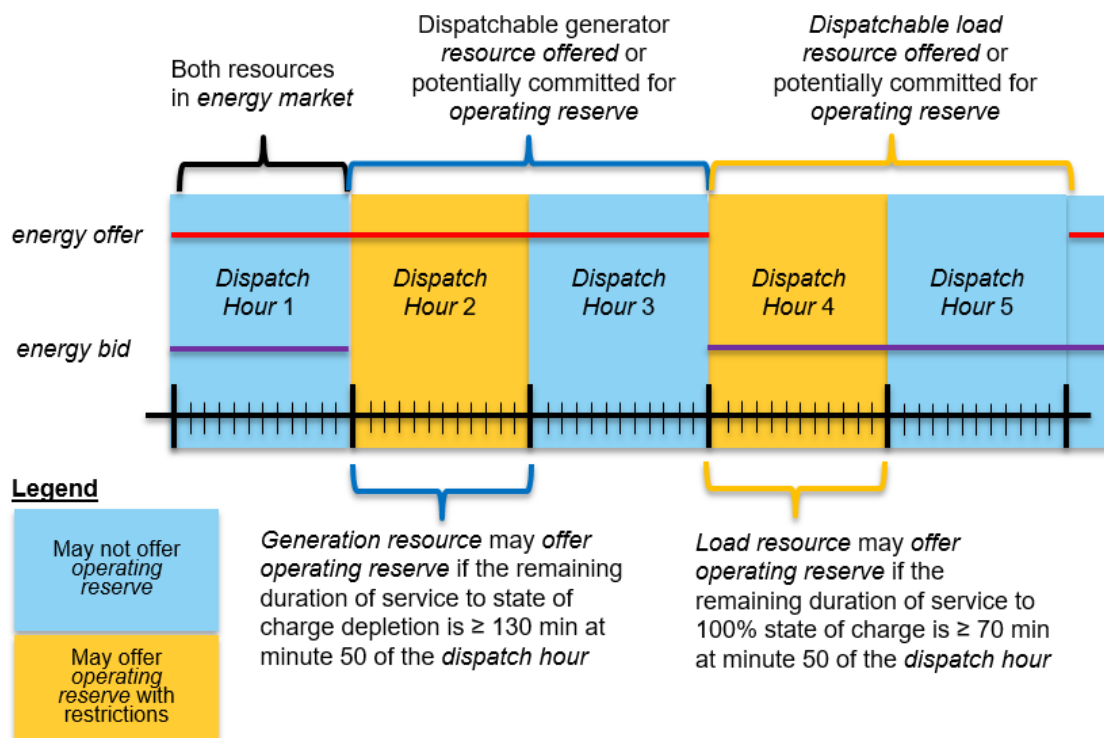 Both resources
in energy market
Dispatchable generator
resource offered or
potentially committed for
operating reserve
Dispatchable load
resource offered or
potentially committed for
operating reserve
energy offer
Dispatch
Hour 1
Dispatch
Hour 2
Dispatch
Hour 3
Dispatch
Hour 4
Dispatch
Hour 5
energy bid
Legend
May not offer
operating
reserve
May offer
operating
reserve with
restrictions
Generation resource may offer
operating reserve if the remaining
duration of service to state of
charge depletion is ≥ 130 min at
minute 50 of the dispatch hour
Load resource may offer
operating reserve if the
remaining duration of service to
100% state of charge is ≥ 70 min
at minute 50 of the dispatch hour